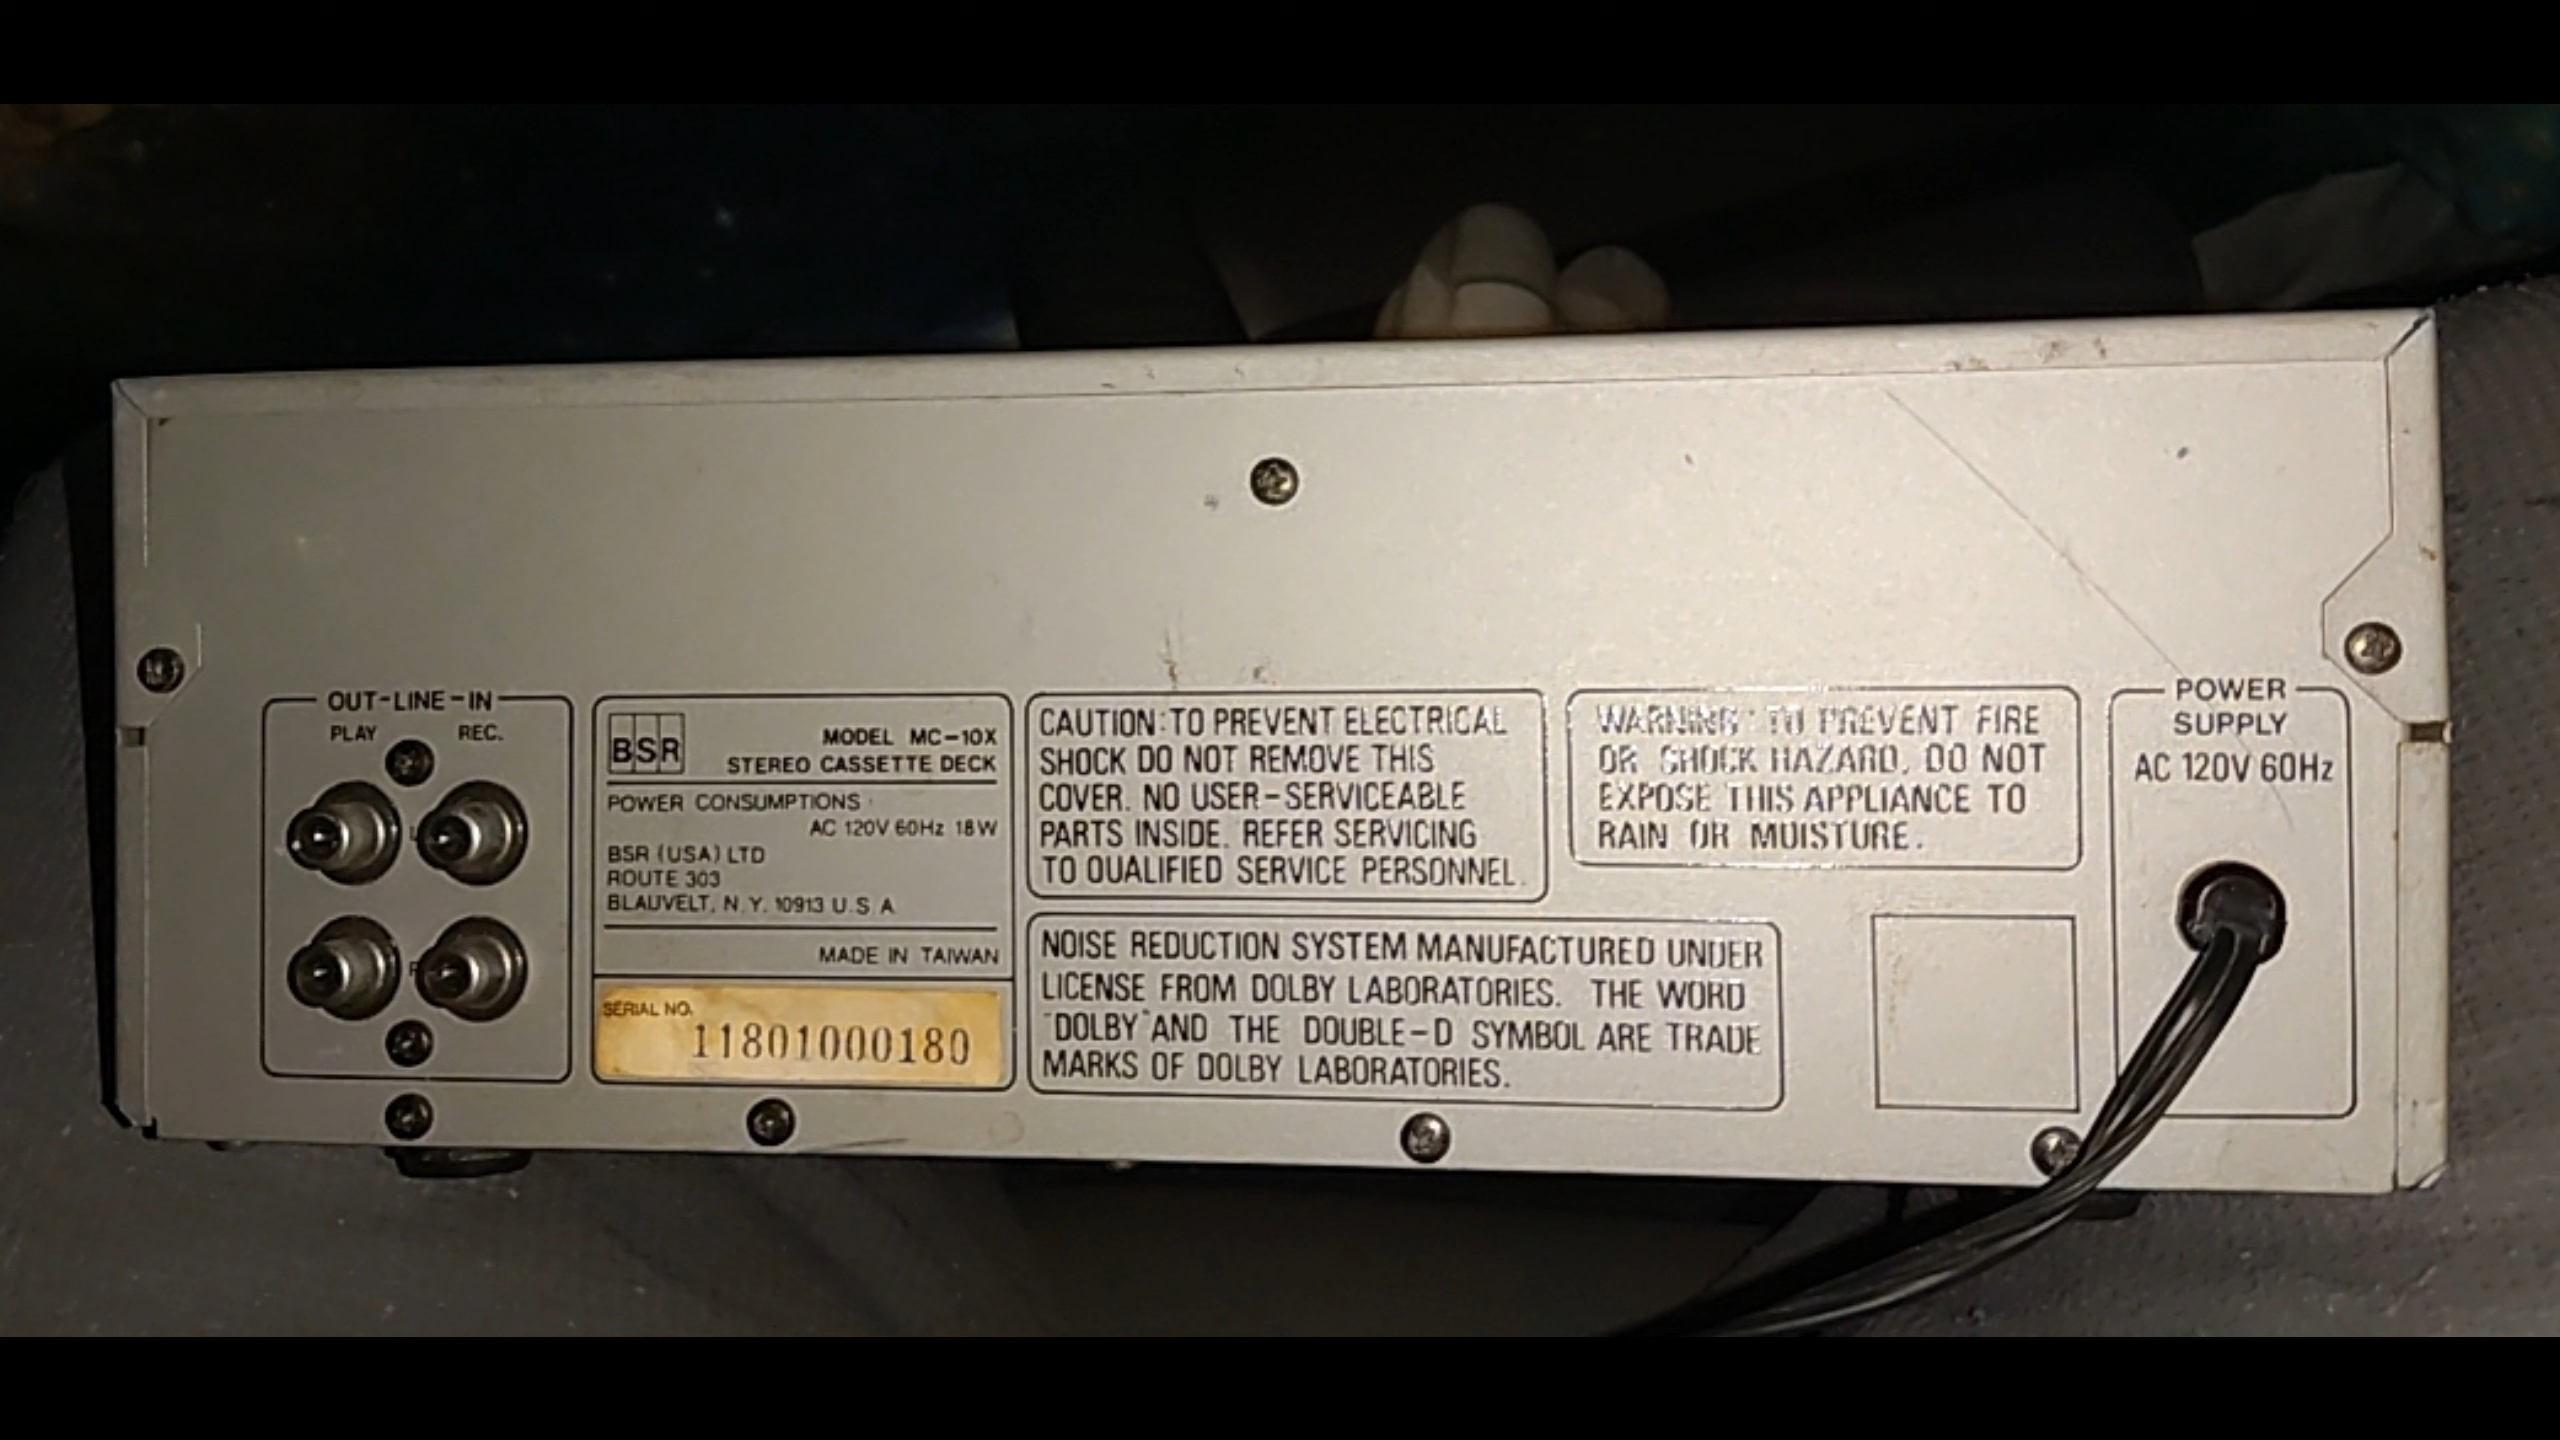 OUT-LINE-IN
PLAY REC.
L
R
BSR
MODEL MC-10X
STEREO CASSETTE DECK
POWER CONSUMPTIONS
AC 120V 60Hz 18W
BSR (USA) LTD
ROUTE 303
BLAUVELT, N.Y. 10913 U.S.A.
MADE IN TAIWAN
SERIAL NO.
11801000180
CAUTION: TO PREVENT ELECTRICAL
SHOCK DO NOT REMOVE THIS
COVER. NO USER-SERVICEABLE
PARTS INSIDE. REFER SERVICING
TO QUALIFIED SERVICE PERSONNEL.
NOISE REDUCTION SYSTEM MANUFACTURED UNDER
LICENSE FROM DOLBY LABORATORIES. THE WORD
"DOLBY" AND THE DOUBLE-D SYMBOL ARE TRADE
MARKS OF DOLBY LABORATORIES.
WARNING: TO PREVENT FIRE
OR SHOCK HAZARD, DO NOT
EXPOSE THIS APPLIANCE TO
RAIN OR MOISTURE.
POWER
SUPPLY
AC 120V 60Hz